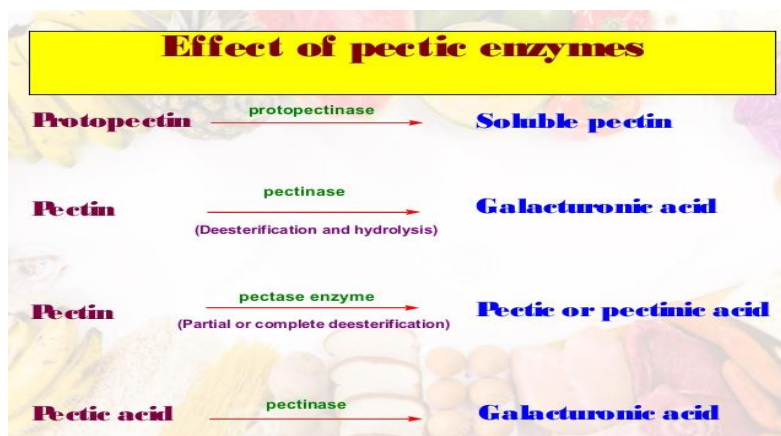 Effect of pectic enzymes
Protopectin protopectinase Soluble pectin
Pectin pectinase Galacturonic acid
(Deesterification and hydrolysis)
Pectin pectase enzyme Pectic or pectinic acid
(Partial or complete deesterification)
Pectic acid pectinase Galacturonic acid